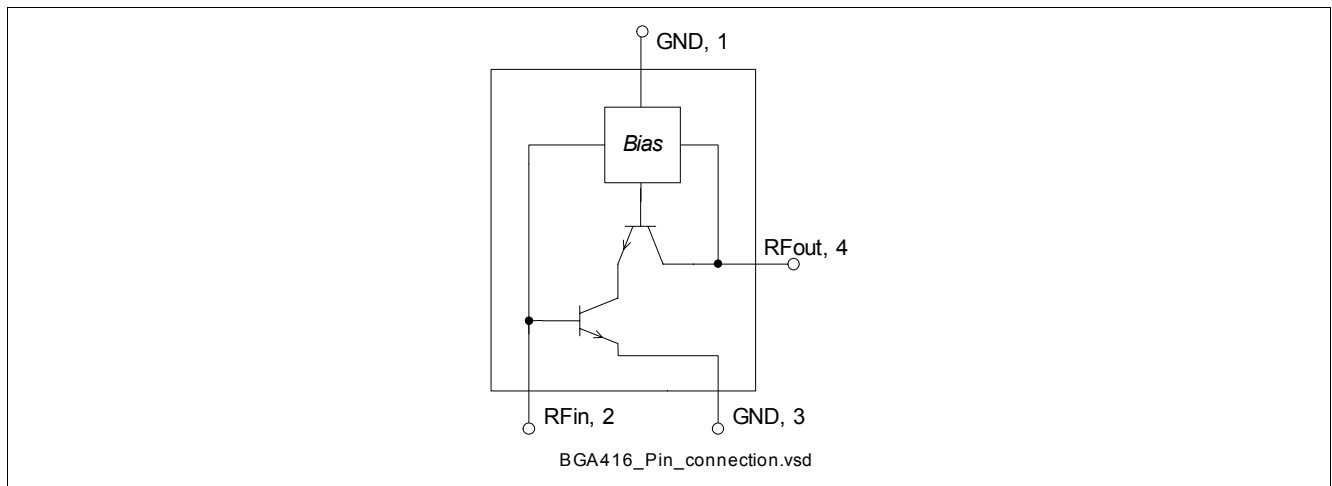 GND, 1
Bias
RFout, 4
RFin, 2
GND, 3
BGA416_Pin_connection.vsd